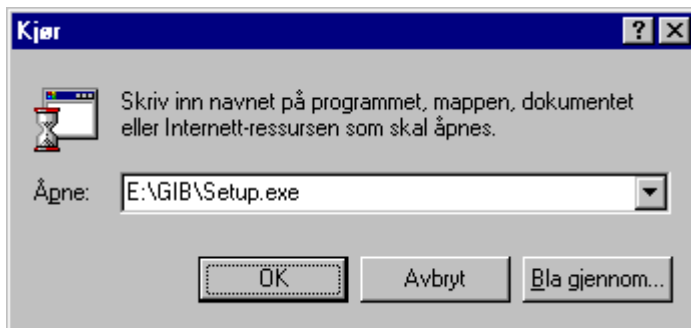 Kjør
Skriv inn navnet på programmet, mappen, dokumentet
eller Internett-ressursen som skal åpnes.
Åpne: E:\GIB\Setup.exe
OK Avbryt Bla gjennom...